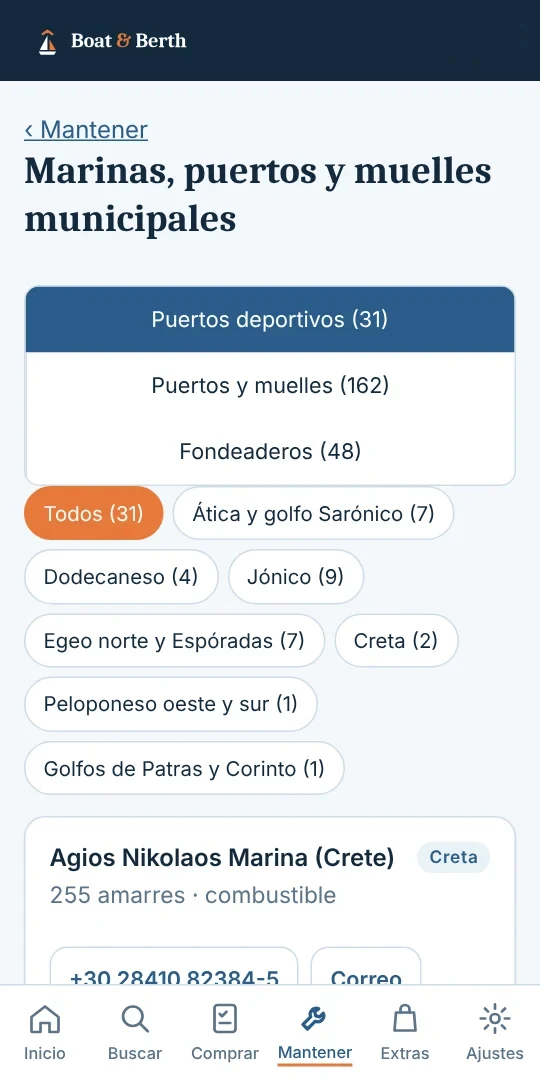 Boat & Berth
‹ Mantener
Marinas, puertos y muelles
municipales
Puertos deportivos (31)
Puertos y muelles (162)
Fondeaderos (48)
Todos (31)
Ática y golfo Sarónico (7)
Dodecaneso (4)
Jónico (9)
Egeo norte y Espóradas (7)
Creta (2)
Peloponeso oeste y sur (1)
Golfos de Patras y Corinto (1)
Agios Nikolaos Marina (Crete)
Creta
255 amarres · combustible
+30 28410 82384-5
Correo
Inicio
Buscar
Comprar
Mantener
Extras
Ajustes